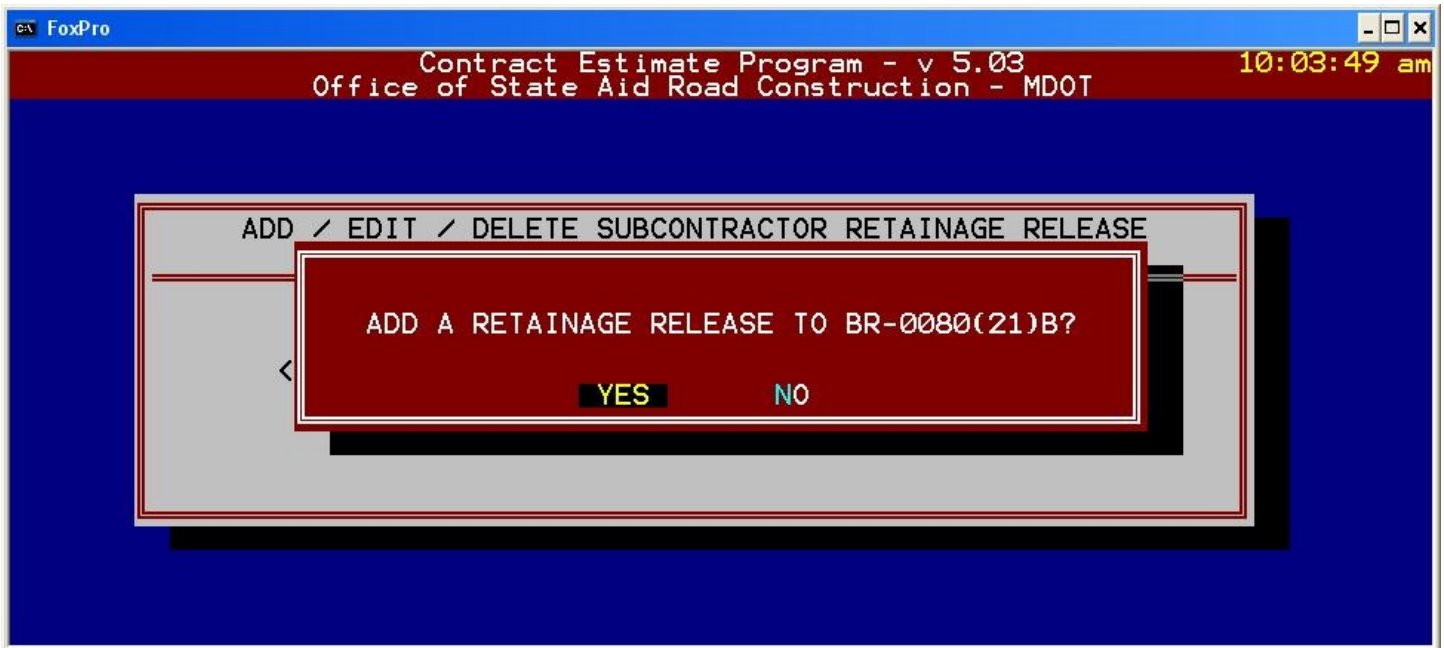 FoxPro
Contract Estimate Program - v 5.03 10:03:49 am
Office of State Aid Road Construction - MDOT
ADD / EDIT / DELETE SUBCONTRACTOR RETAINAGE RELEASE
ADD A RETAINAGE RELEASE TO BR-0080(21)B?
<
YES NO